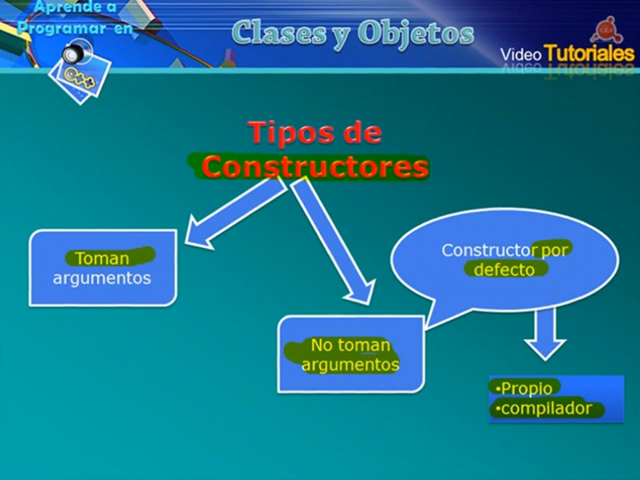 Aprende a
Programar en
C++
Clases y Objetos
Video Tutoriales
Tipos de
Constructores
Toman
argumentos
No toman
argumentos
Constructor por
defecto
•Propio
•compilador